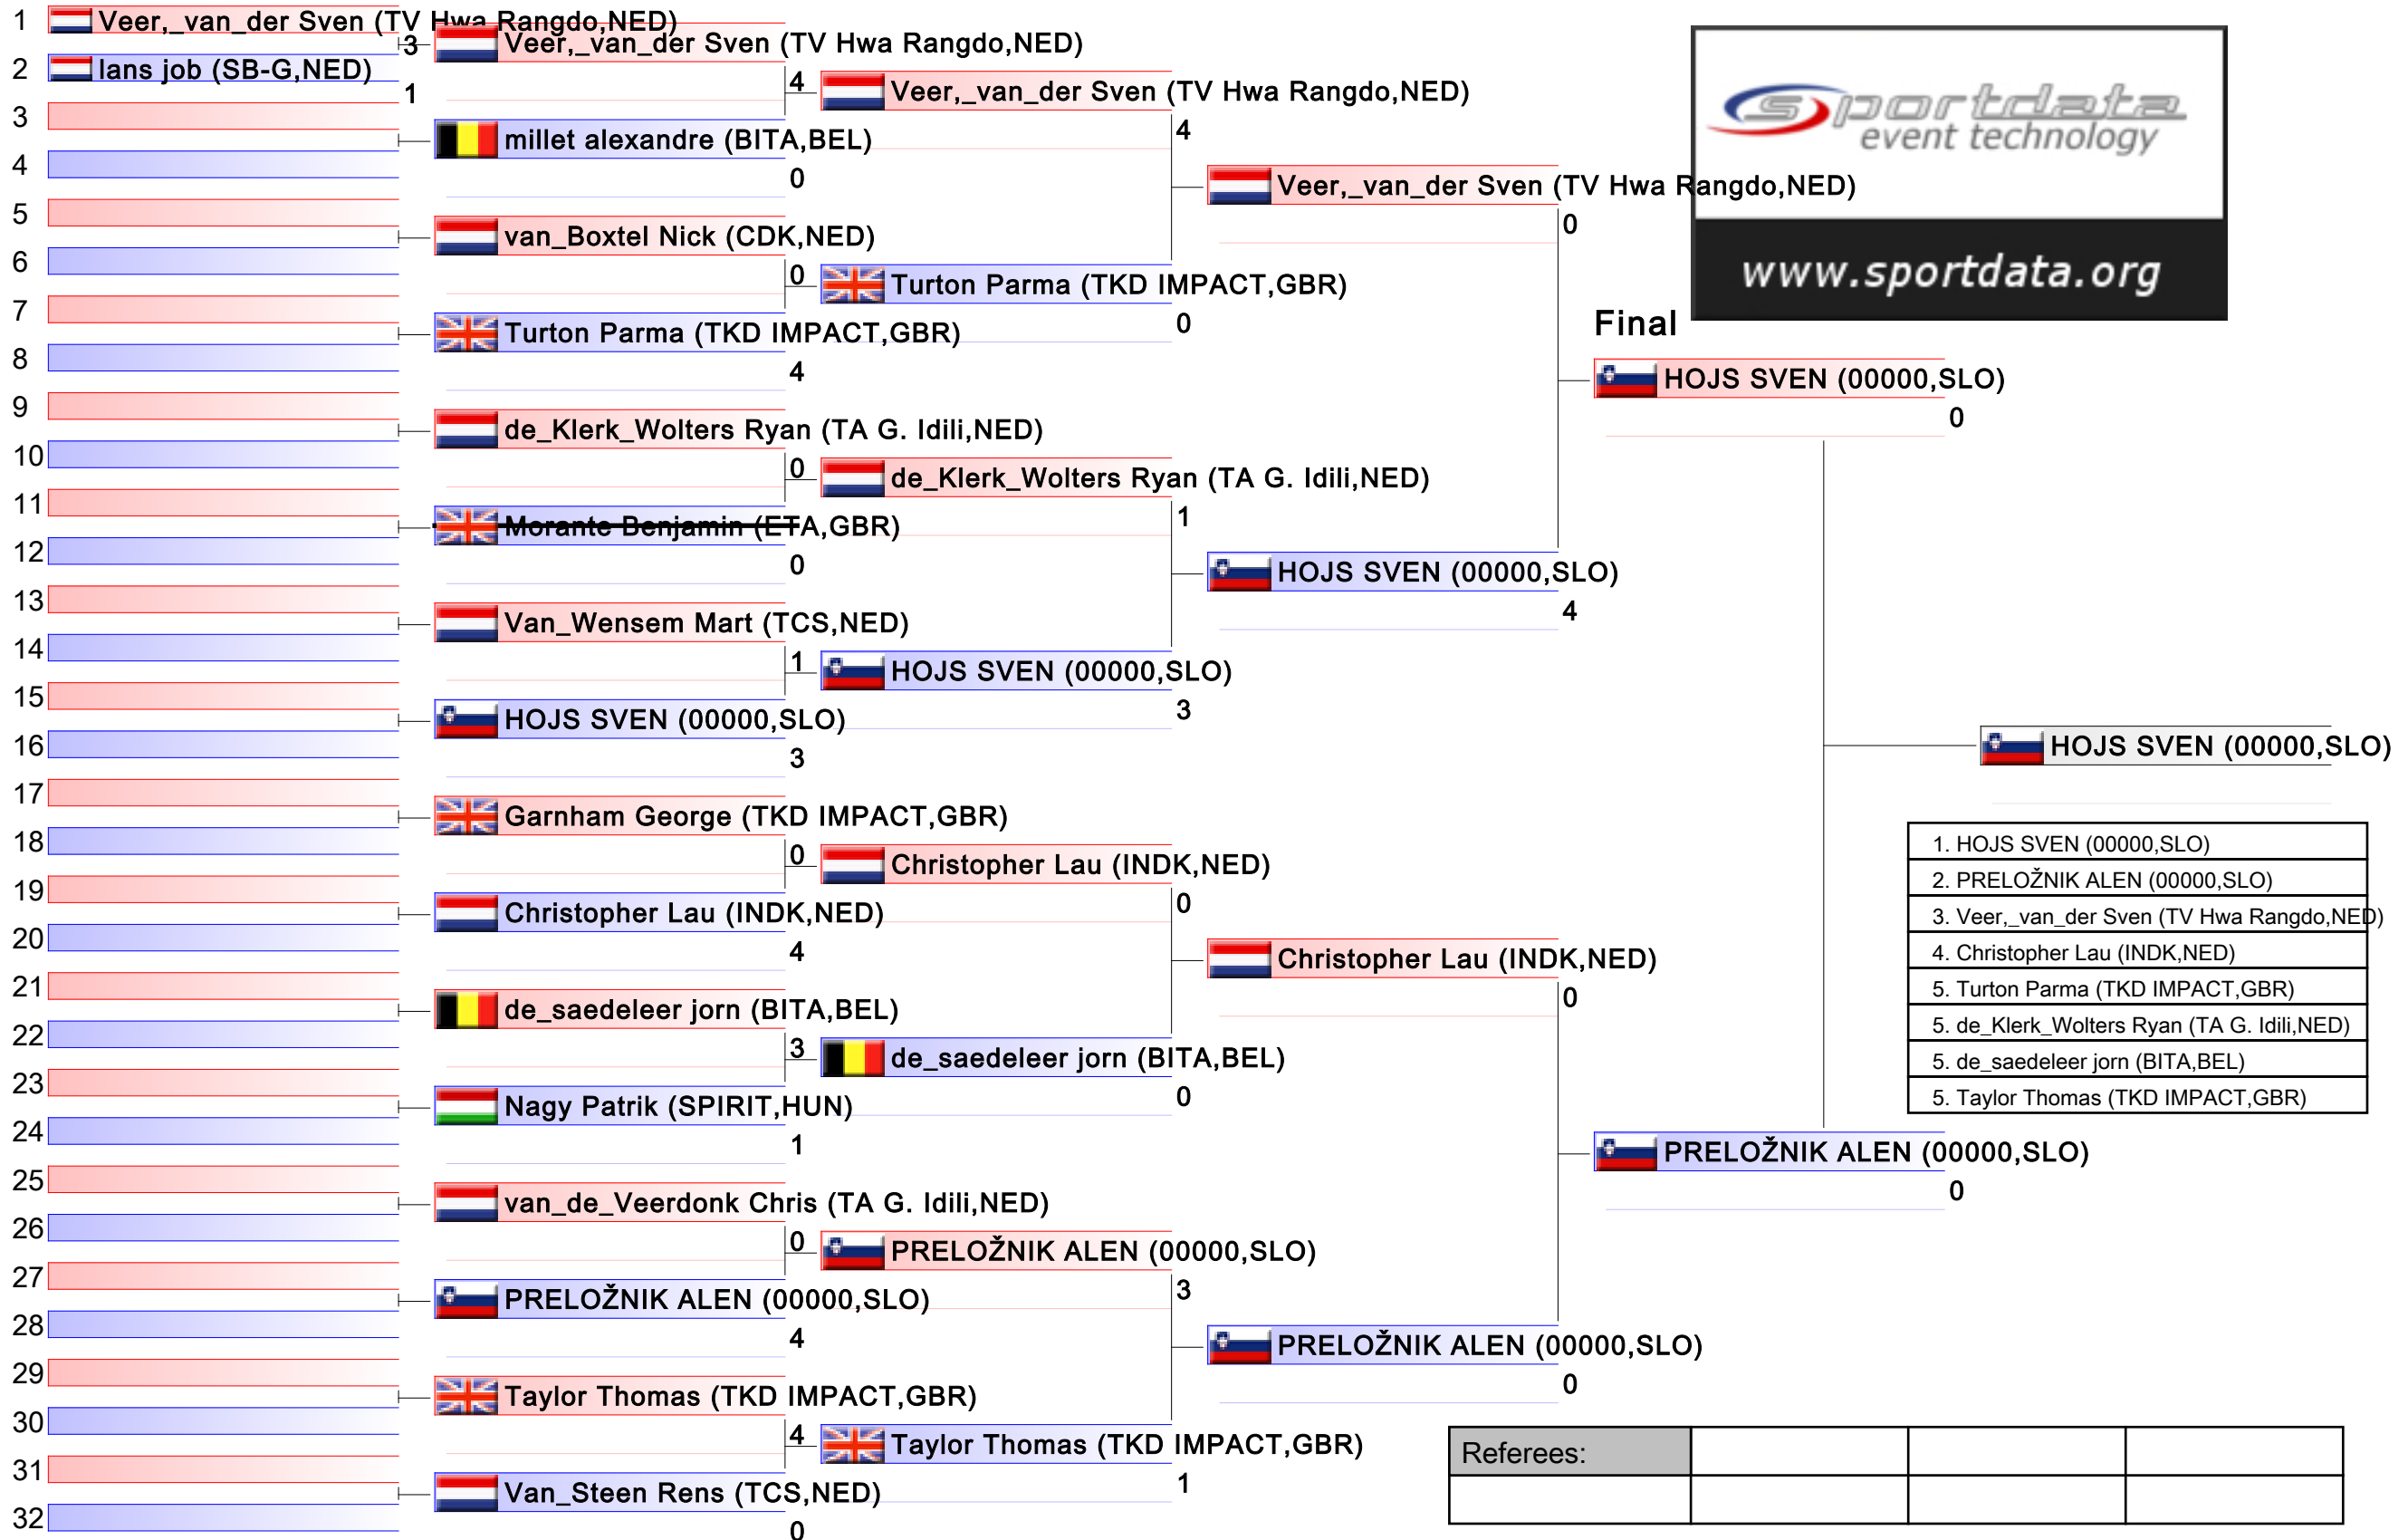 1 Veer,_van_der Sven (TV Hwa Rangdo,NED)
3
2 lans job (SB-G,NED)
1
3
4
5
6
7
8
9
10
11
12
13
14
15
16
17
18
19
20
21
22
23
24
25
26
27
28
29
30
31
32
Veer,_van_der Sven (TV Hwa Rangdo,NED)
4
millet alexandre (BITA,BEL)
0
van_Boxtel Nick (CDK,NED)
0
Turton Parma (TKD IMPACT,GBR)
4
de_Klerk_Wolters Ryan (TA G. Idili,NED)
0
Morante Benjamin (ETA,GBR)
0
Van_Wensem Mart (TCS,NED)
1
HOJS SVEN (00000,SLO)
3
Garnham George (TKD IMPACT,GBR)
0
Christopher Lau (INDK,NED)
4
de_saedeleer jorn (BITA,BEL)
3
Nagy Patrik (SPIRIT,HUN)
1
van_de_Veerdonk Chris (TA G. Idili,NED)
0
PRELOŽNIK ALEN (00000,SLO)
4
Taylor Thomas (TKD IMPACT,GBR)
4
Van_Steen Rens (TCS,NED)
0
Veer,_van_der Sven (TV Hwa Rangdo,NED)
4
Turton Parma (TKD IMPACT,GBR)
0
de_Klerk_Wolters Ryan (TA G. Idili,NED)
1
HOJS SVEN (00000,SLO)
3
Christopher Lau (INDK,NED)
0
de_saedeleer jorn (BITA,BEL)
0
PRELOŽNIK ALEN (00000,SLO)
3
Taylor Thomas (TKD IMPACT,GBR)
1
Veer,_van_der Sven (TV Hwa Rangdo,NED)
0
HOJS SVEN (00000,SLO)
4
Christopher Lau (INDK,NED)
0
PRELOŽNIK ALEN (00000,SLO)
0
sportdata
event technology
www.sportdata.org
Final
HOJS SVEN (00000,SLO)
0
PRELOŽNIK ALEN (00000,SLO)
0
HOJS SVEN (00000,SLO)
1. HOJS SVEN (00000,SLO)
2. PRELOŽNIK ALEN (00000,SLO)
3. Veer,_van_der Sven (TV Hwa Rangdo,NED)
4. Christopher Lau (INDK,NED)
5. Turton Parma (TKD IMPACT,GBR)
5. de_Klerk_Wolters Ryan (TA G. Idili,NED)
5. de_saedeleer jorn (BITA,BEL)
5. Taylor Thomas (TKD IMPACT,GBR)
Referees: